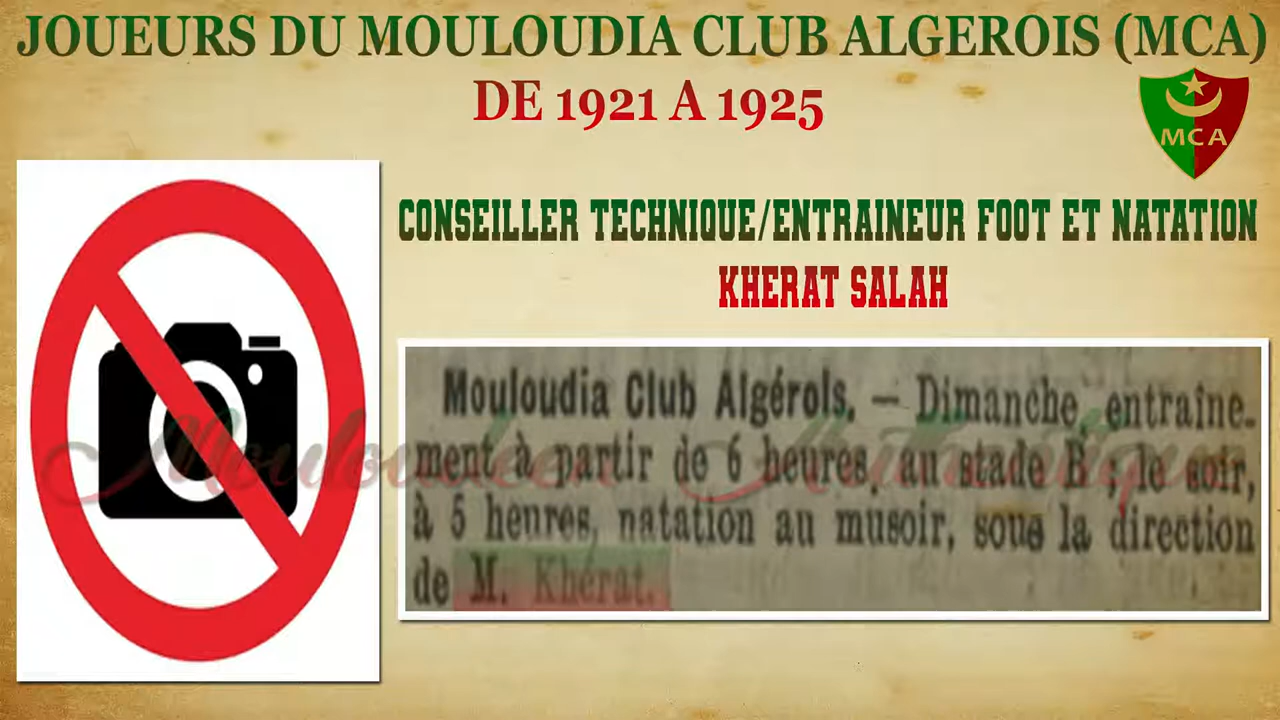 JOUEURS DU MOULOUDIA CLUB ALGEROIS (MCA)
DE 1921 A 1925
MCA
CONSEILLER TECHNIQUE/ENTRAINEUR FOOT ET NATATION
KHERAT SALAH
Mouloudia Club Algérois. — Dimanche entraîne-
ment à partir de 6 heures, au stade B ; le soir,
à 5 heures, natation au musoir, sous la direction
de M. Khérat.